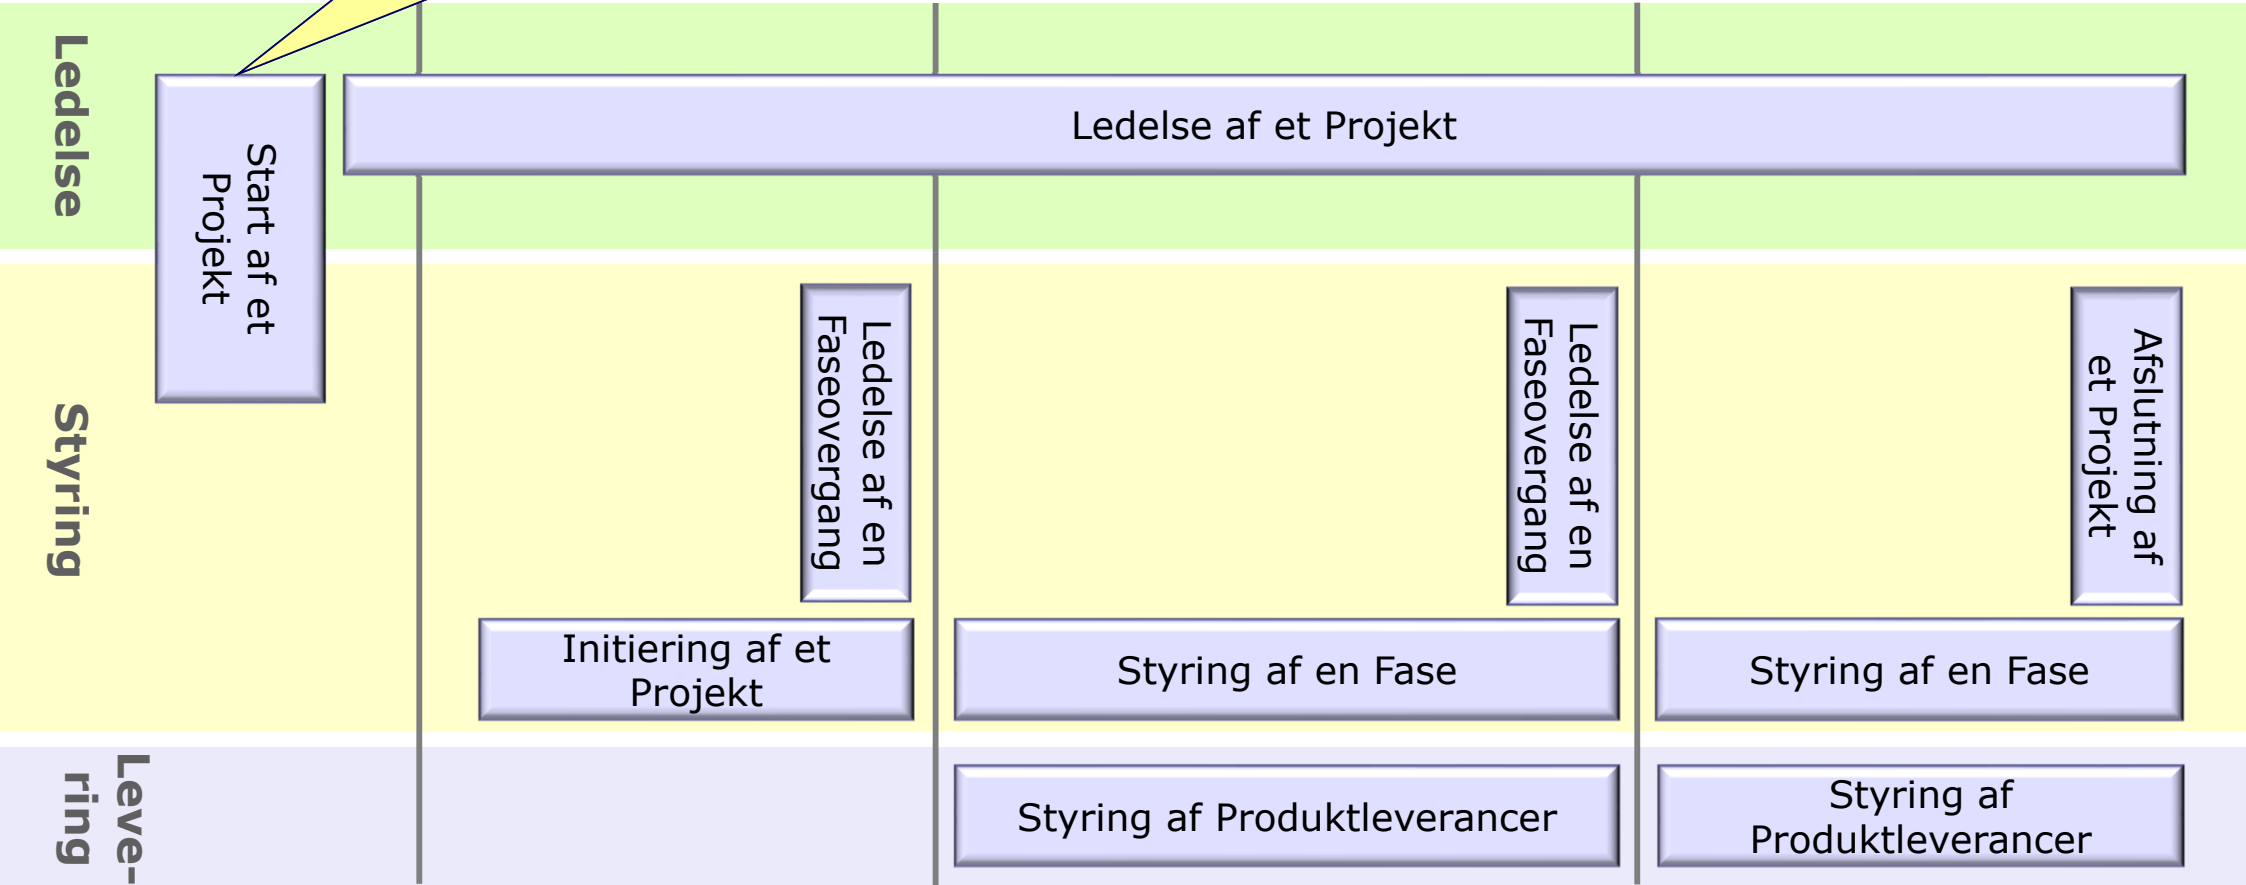 Ledelse
Start af et
Projekt
Ledelse af et Projekt
Styring
Ledelse af en
Faseovergang
Ledelse af en
Faseovergang
Afslutning af
et Projekt
Initiering af et
Projekt
Styring af en Fase
Styring af en Fase
Leve-
ring
Styring af Produktleverancer
Styring af
Produktleverancer